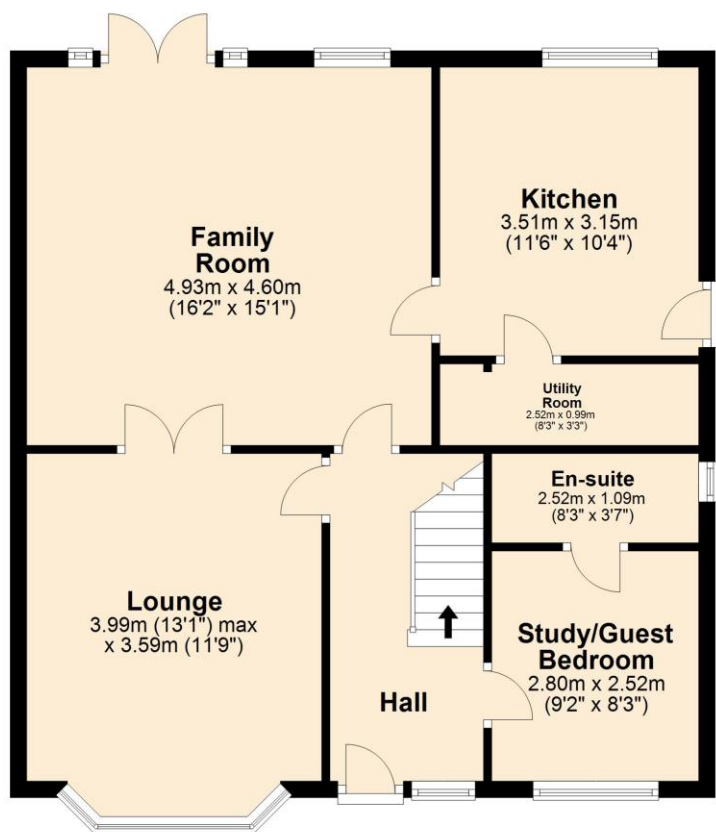 Family
Room
4.93m x 4.60m
(16'2" x 15'1")
Kitchen
3.51m x 3.15m
(11'6" x 10'4")
Utility
Room
2.52m x 0.99m
(8'3" x 3'3")
En-suite
2.52m x 1.09m
(8'3" x 3'7")
Lounge
3.99m (13'1") max
x 3.59m (11'9")
Hall
Study/Guest
Bedroom
2.80m x 2.52m
(9'2" x 8'3")